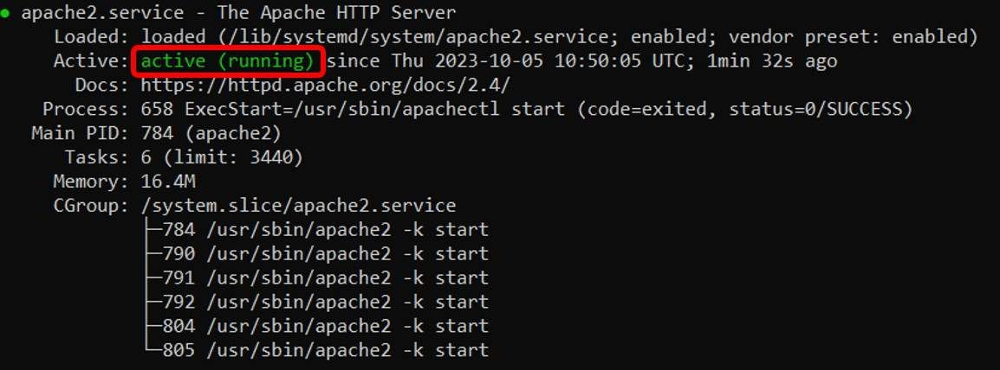 ● apache2.service - The Apache HTTP Server
Loaded: loaded (/lib/systemd/system/apache2.service; enabled; vendor preset: enabled)
Active: active (running) since Thu 2023-10-05 10:50:05 UTC; 1min 32s ago
Docs: https://httpd.apache.org/docs/2.4/
Process: 658 ExecStart=/usr/sbin/apachectl start (code=exited, status=0/SUCCESS)
Main PID: 784 (apache2)
Tasks: 6 (limit: 3440)
Memory: 16.4M
CGroup: /system.slice/apache2.service
├─784 /usr/sbin/apache2 -k start
├─790 /usr/sbin/apache2 -k start
├─791 /usr/sbin/apache2 -k start
├─792 /usr/sbin/apache2 -k start
├─804 /usr/sbin/apache2 -k start
└─805 /usr/sbin/apache2 -k start